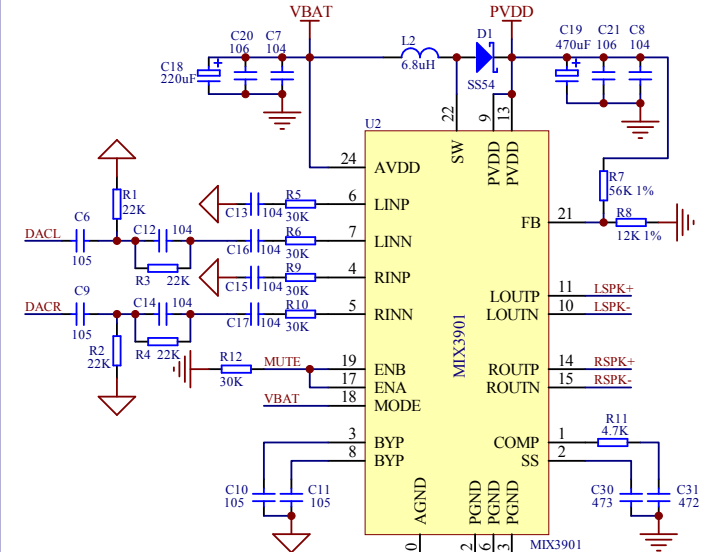 VBAT
PVDD
C20
106
C7
104
C18
220uF
L2
6.8uH
D1
SS54
C19
470uF
C21
106
C8
104
U2
22
9
13
SW
PVDD
PVDD
24
AVDD
R1
22K
6
LINP
C13
104
R5
30K
R7
56K 1%
DACL
C6
105
C12
104
C16
104
R6
30K
7
LINN
FB
21
R8
12K 1%
R3
22K
C15
104
R9
30K
4
RINP
LOUTP
11
LSPK+
LOUTN
10
LSPK-
DACR
C9
105
C14
104
C17
104
R10
30K
5
RINN
R2
22K
R4
22K
MIX3901
R12
30K
MUTE
19
ENB
17
ENA
ROUTP
14
RSPK+
ROUTN
15
RSPK-
VBAT
18
MODE
3
BYP
8
BYP
COMP
1
SS
2
R11
4.7K
C10
105
C11
105
C30
473
C31
472
AGND
PGND
PGND
PGND
MIX3901